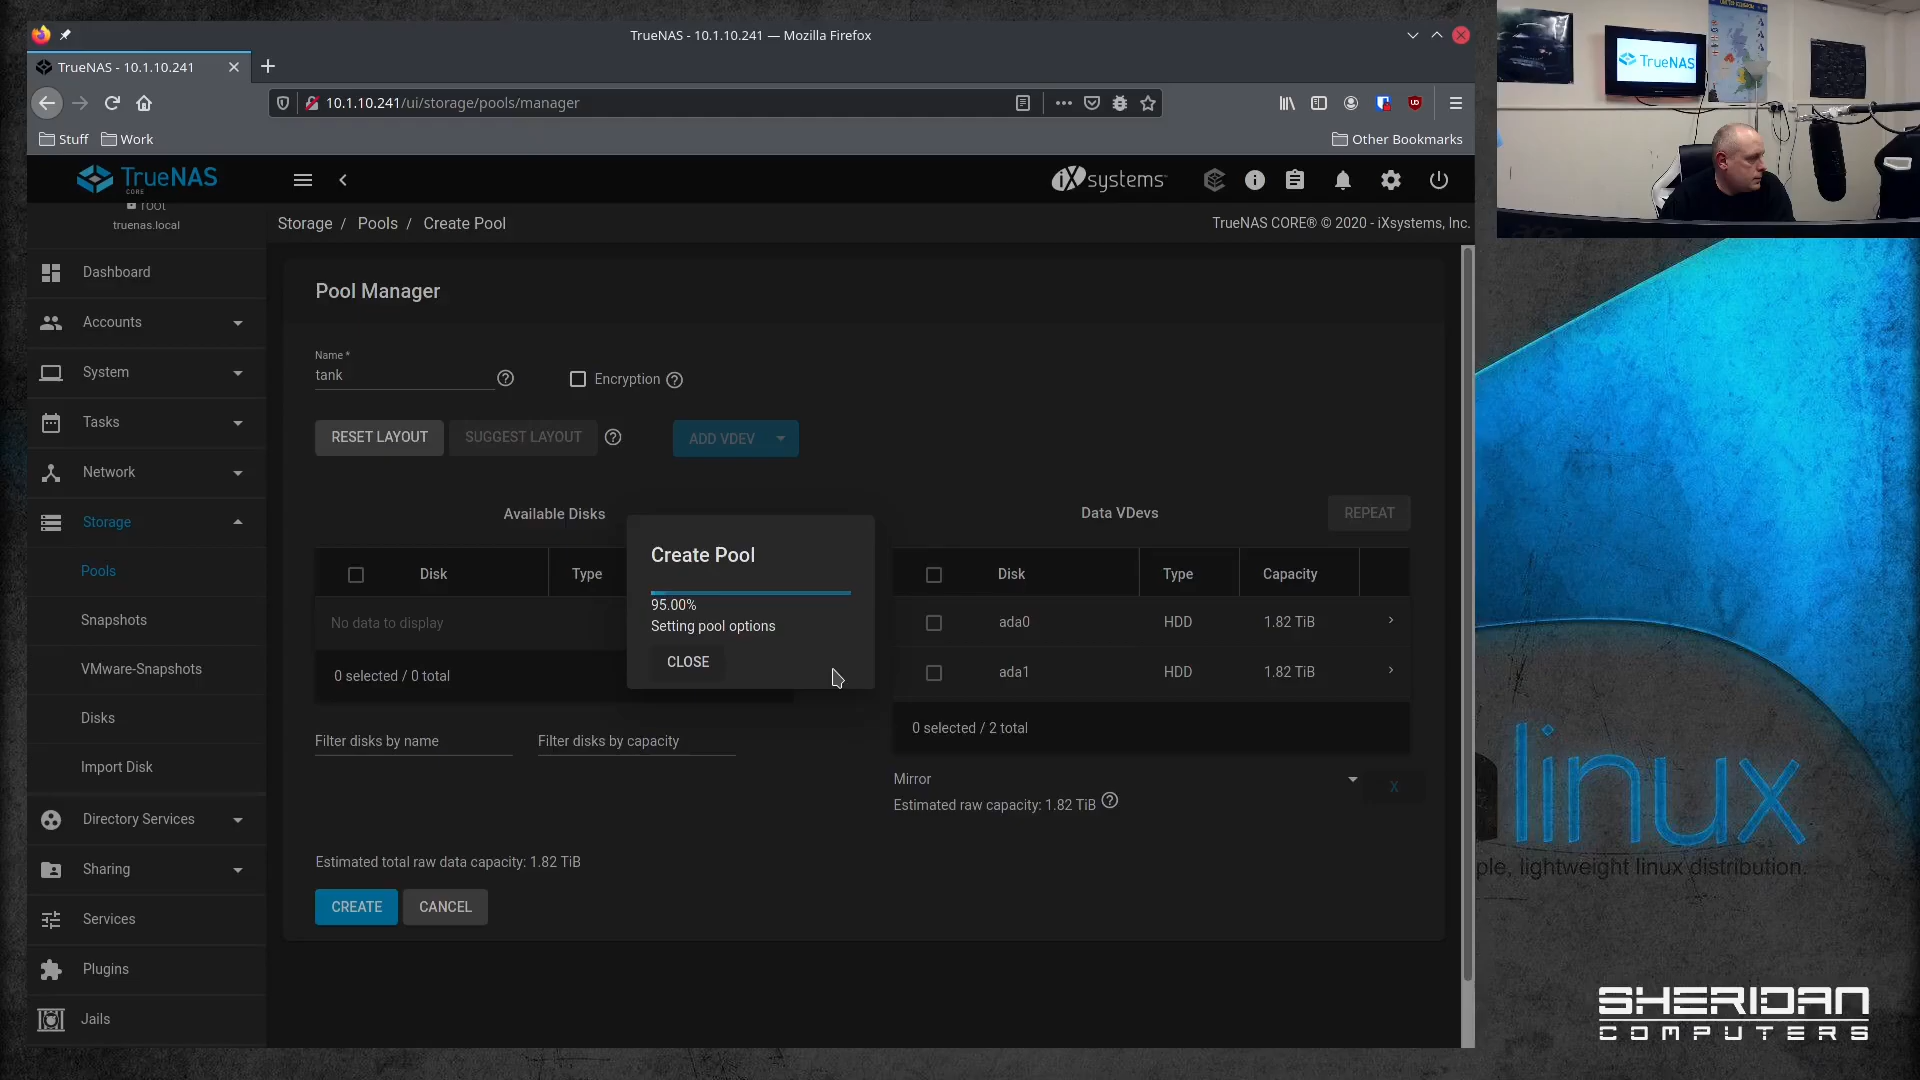 TrueNAS - 10.1.10.241 — Mozilla Firefox
TrueNAS - 10.1.10.241
10.1.10.241/ui/storage/pools/manager
Stuff
Work
Other Bookmarks
TrueNAS
CORE
iXsystems
TrueNAS
root
truenas.local
Storage / Pools / Create Pool
TrueNAS CORE® © 2020 - iXsystems, Inc.
Dashboard
Accounts
System
Tasks
Network
Storage
Pools
Snapshots
VMware-Snapshots
Disks
Import Disk
Directory Services
Sharing
Services
Plugins
Jails
Pool Manager
Name *
tank
Encryption
RESET LAYOUT
SUGGEST LAYOUT
ADD VDEV
Available Disks
Disk
Type
No data to display
0 selected / 0 total
Filter disks by name
Filter disks by capacity
Create Pool
95.00%
Setting pool options
CLOSE
Data VDevs
REPEAT
Disk
Type
Capacity
ada0
HDD
1.82 TiB
ada1
HDD
1.82 TiB
0 selected / 2 total
Mirror
X
Estimated raw capacity: 1.82 TiB
Estimated total raw data capacity: 1.82 TiB
CREATE
CANCEL
linux
ple, lightweight linux distribution.
SHERIDAN
COMPUTERS